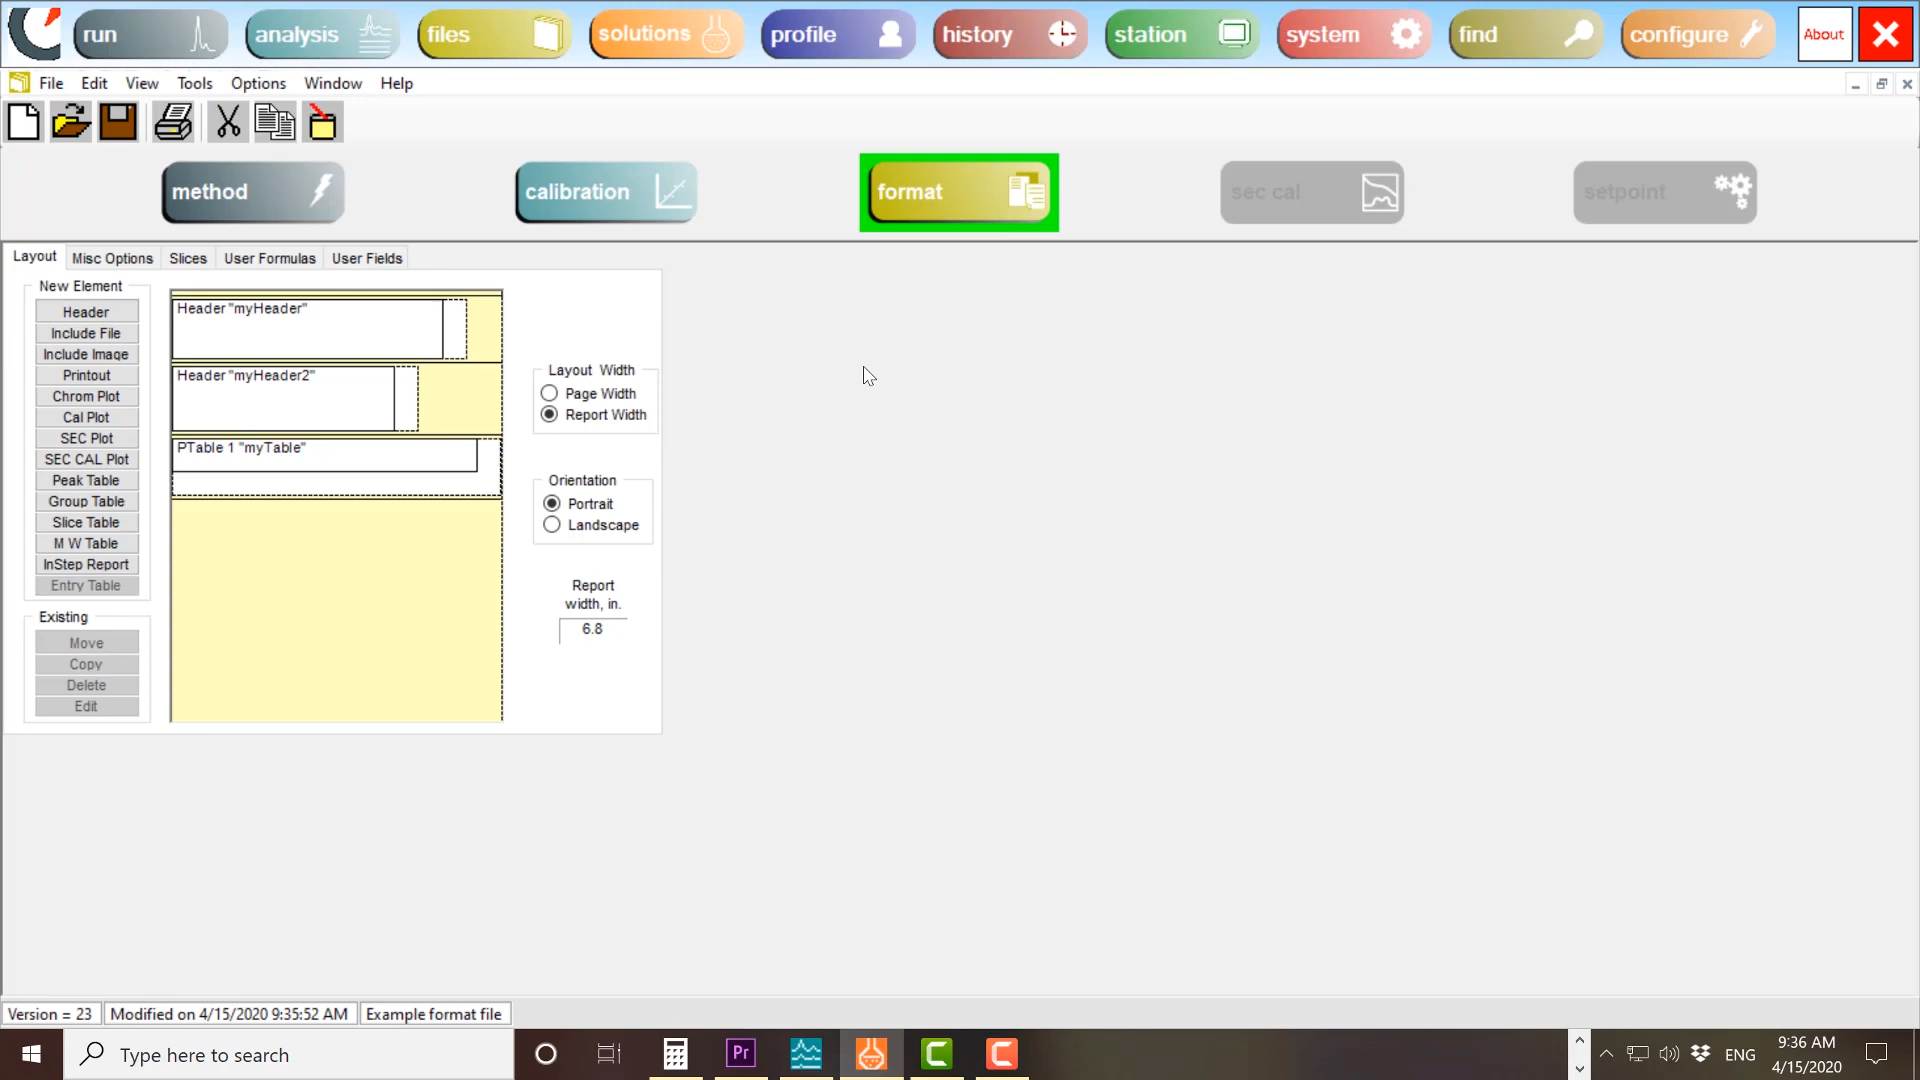 run analysis files solutions profile history station system find configure About
File Edit View Tools Options Window Help
method calibration format sec cal setpoint
Layout Misc Options Slices User Formulas User Fields
New Element
Header
Include File
Include Image
Printout
Chrom Plot
Cal Plot
SEC Plot
SEC CAL Plot
Peak Table
Group Table
Slice Table
M W Table
InStep Report
Entry Table
Existing
Move
Copy
Delete
Edit
Header "myHeader"
Header "myHeader2"
PTable 1 "myTable"
Layout Width
Page Width
Report Width
Orientation
Portrait
Landscape
Report
width, in.
6.8
Version = 23 Modified on 4/15/2020 9:35:52 AM Example format file
Type here to search
Pr
ENG
9:36 AM
4/15/2020